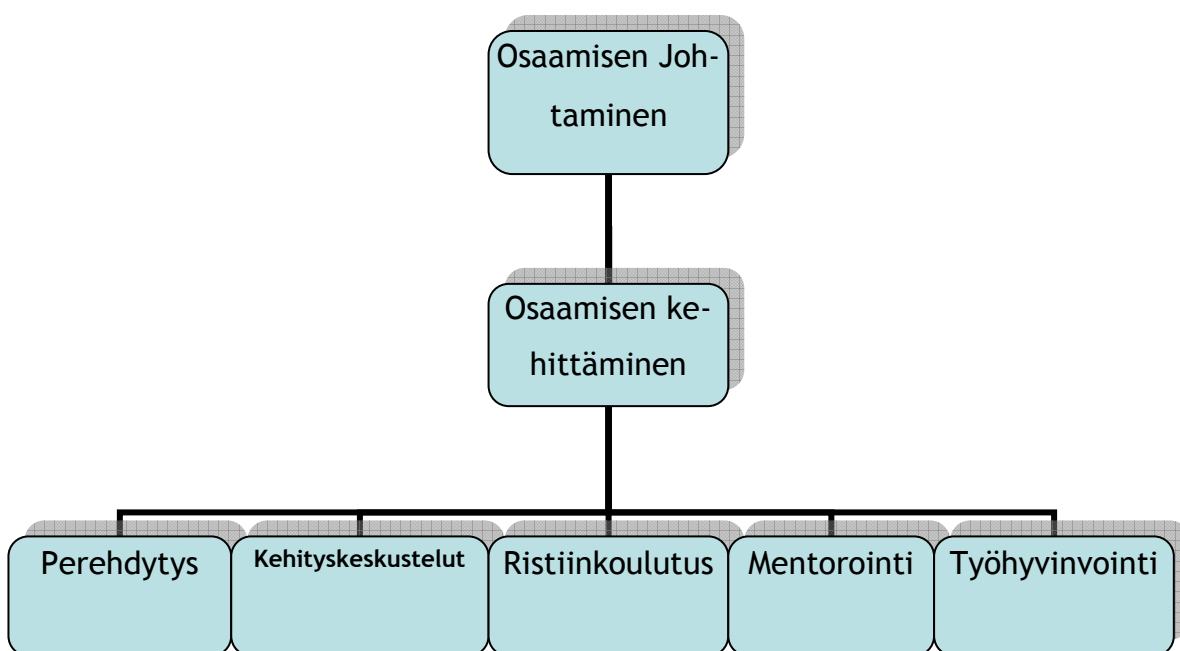 Osaamisen Joh-
taminen
Osaamisen ke-
hittäminen
Perehdytys
Kehityskeskustelut
Ristiinkoulutus
Mentorointi
Työhyvinvointi